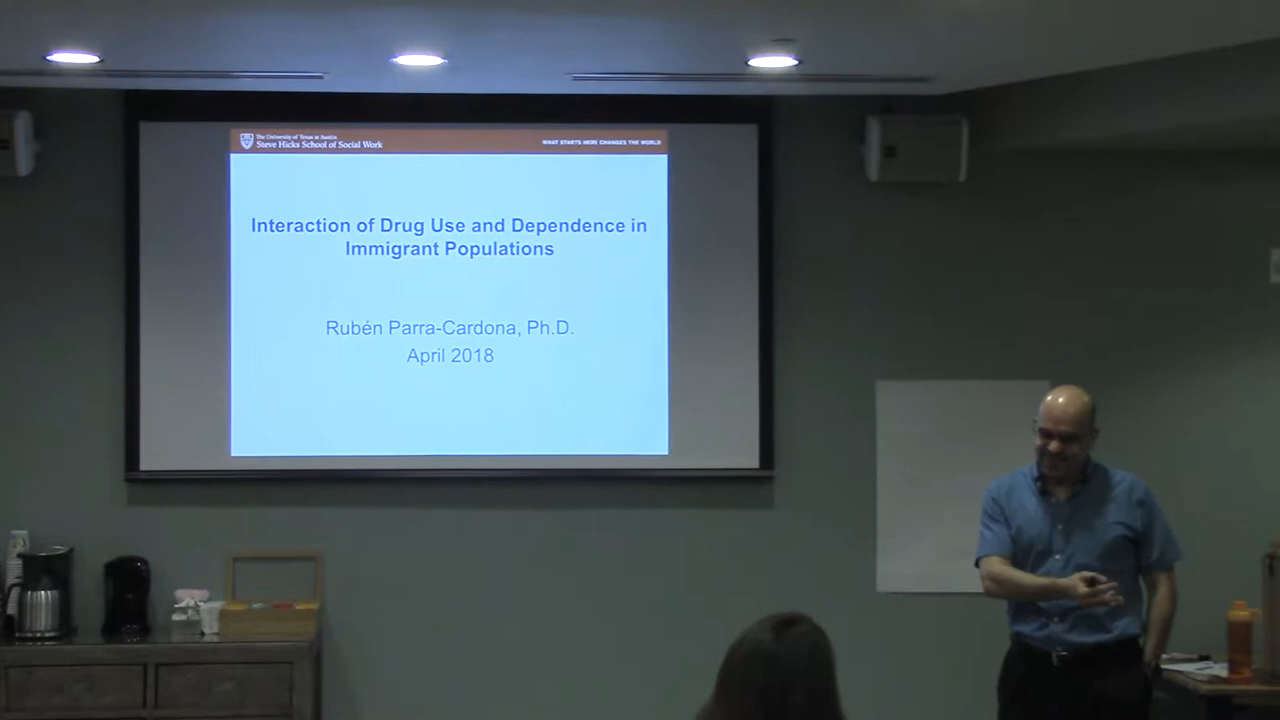 The University of Texas at Austin
Steve Hicks School of Social Work
WHAT STARTS HERE CHANGES THE WORLD
Interaction of Drug Use and Dependence in
Immigrant Populations
Rubén Parra-Cardona, Ph.D.
April 2018